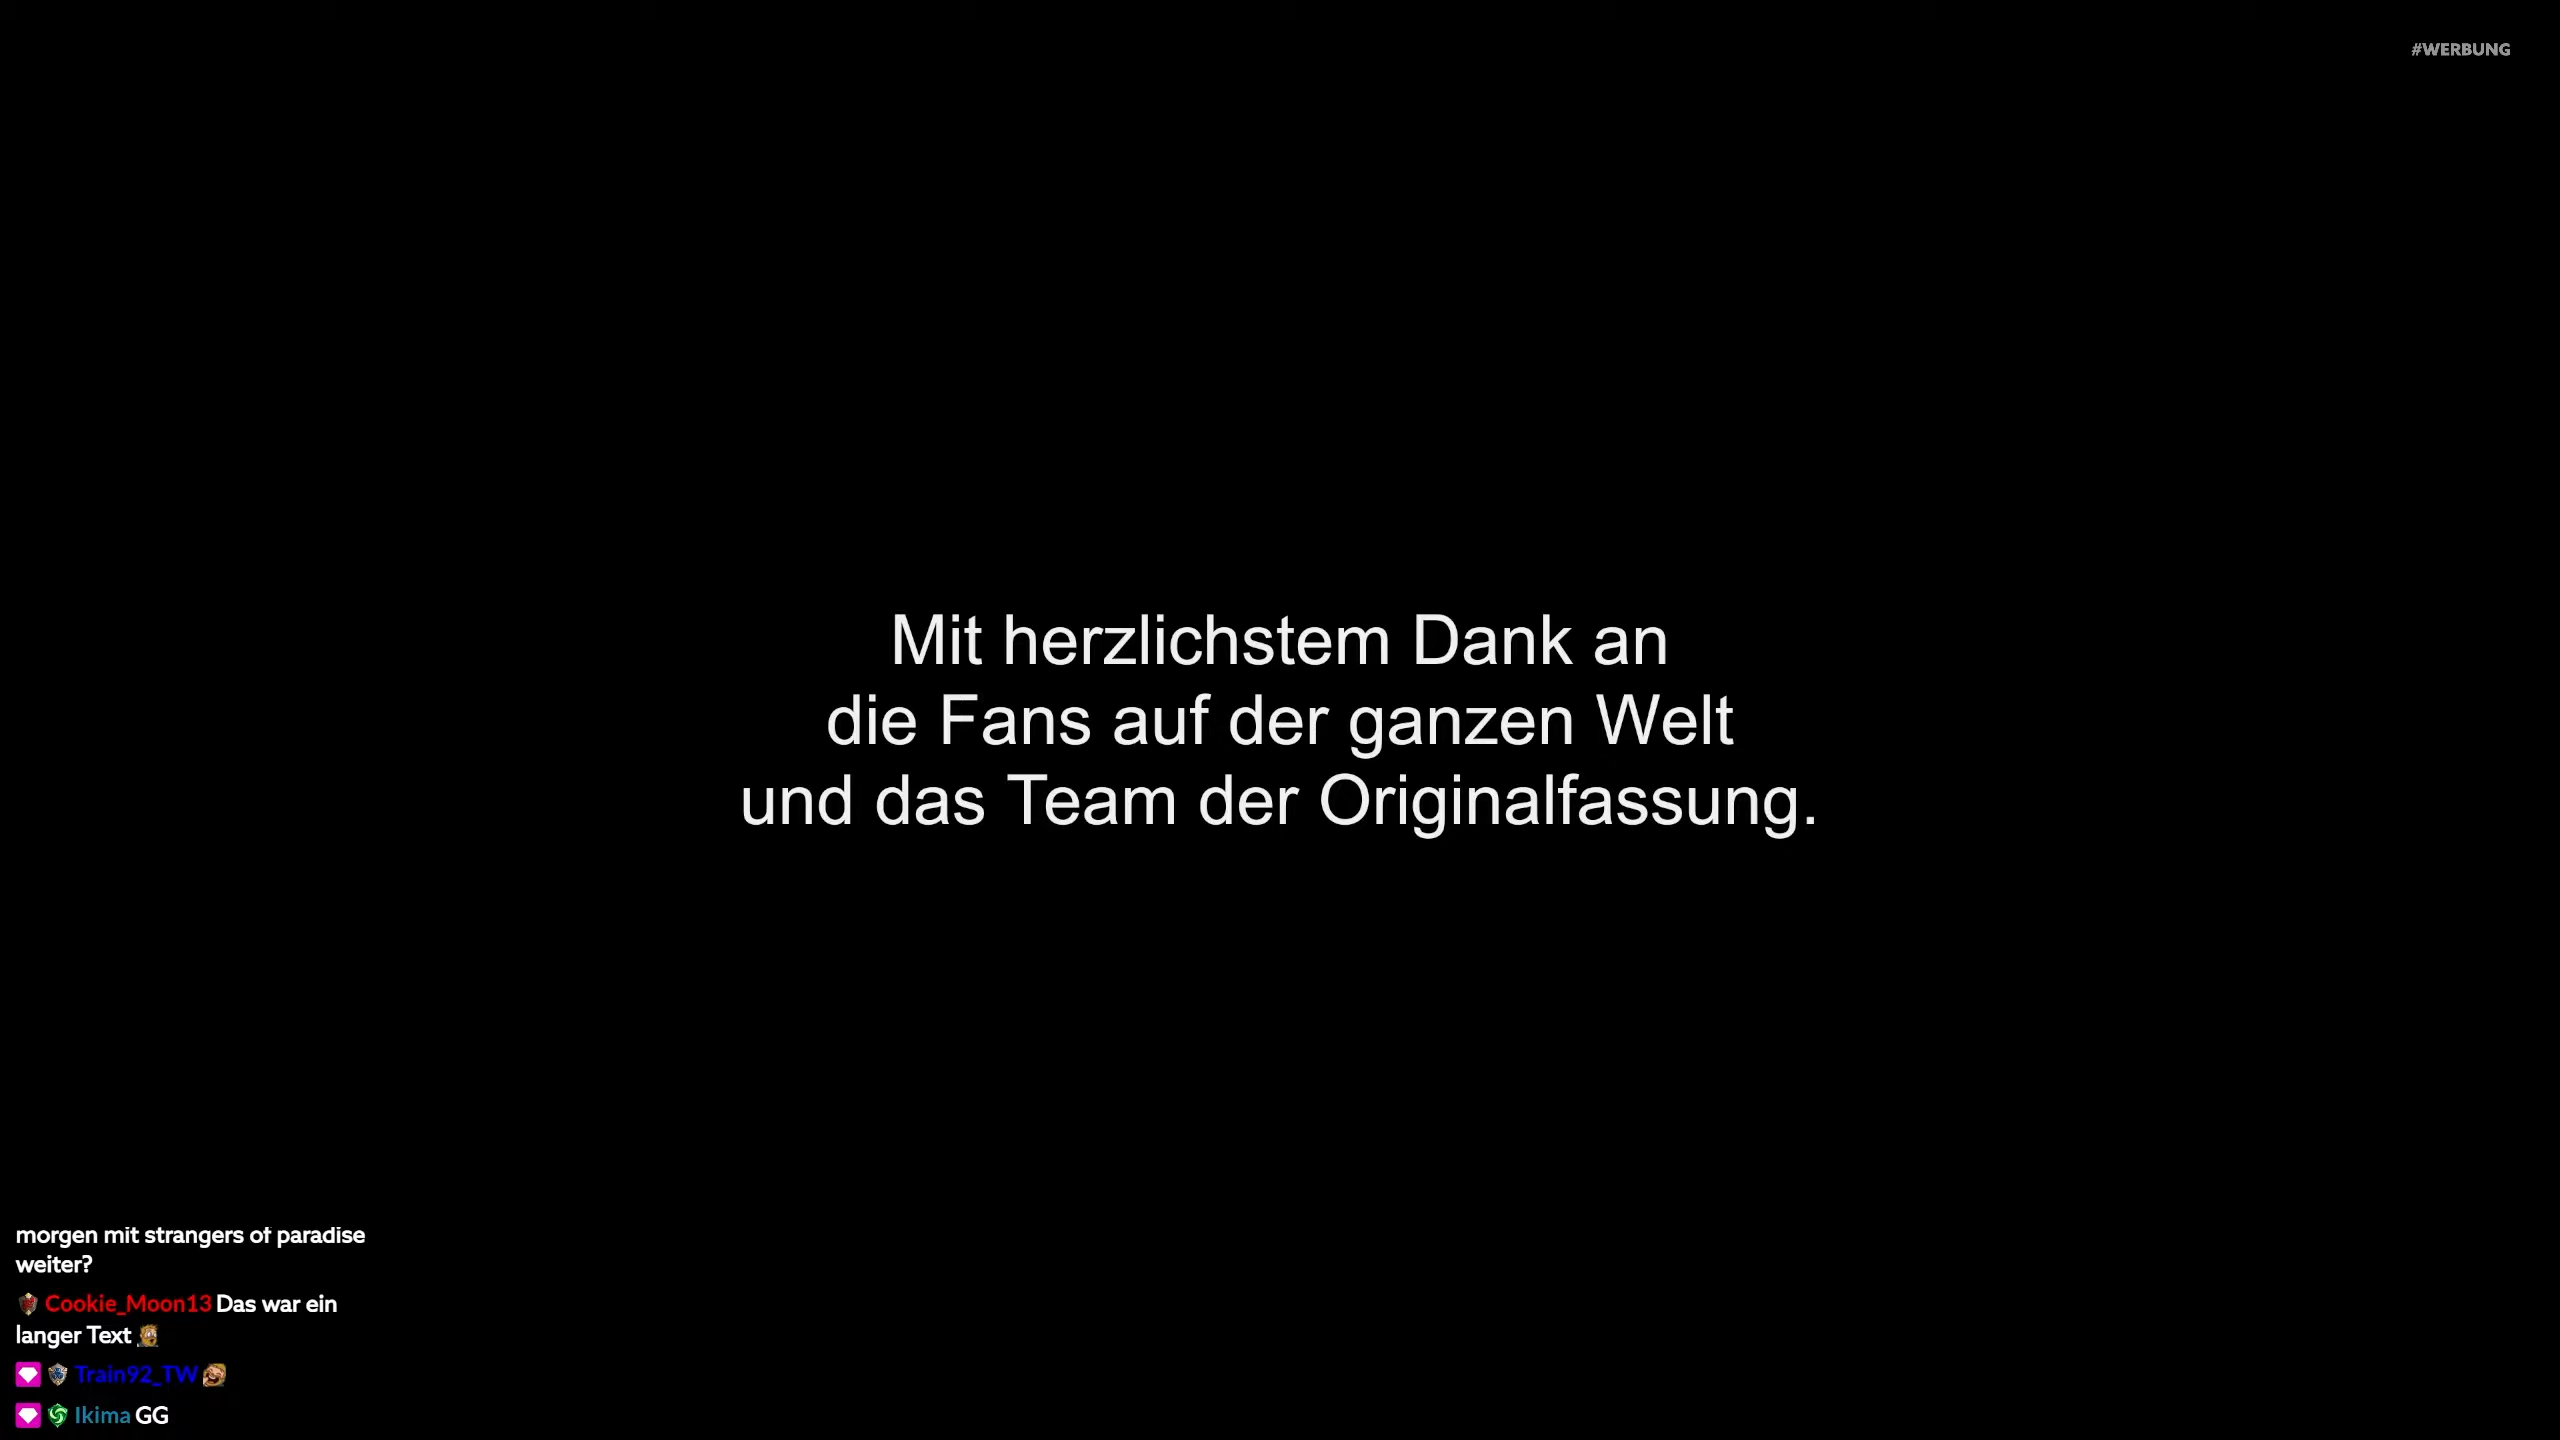 #WERBUNG
Mit herzlichstem Dank an
die Fans auf der ganzen Welt
und das Team der Originalfassung.
morgen mit strangers of paradise
weiter?
Cookie_Moon13 Das war ein
langer Text
Train92_TW
Ikima GG